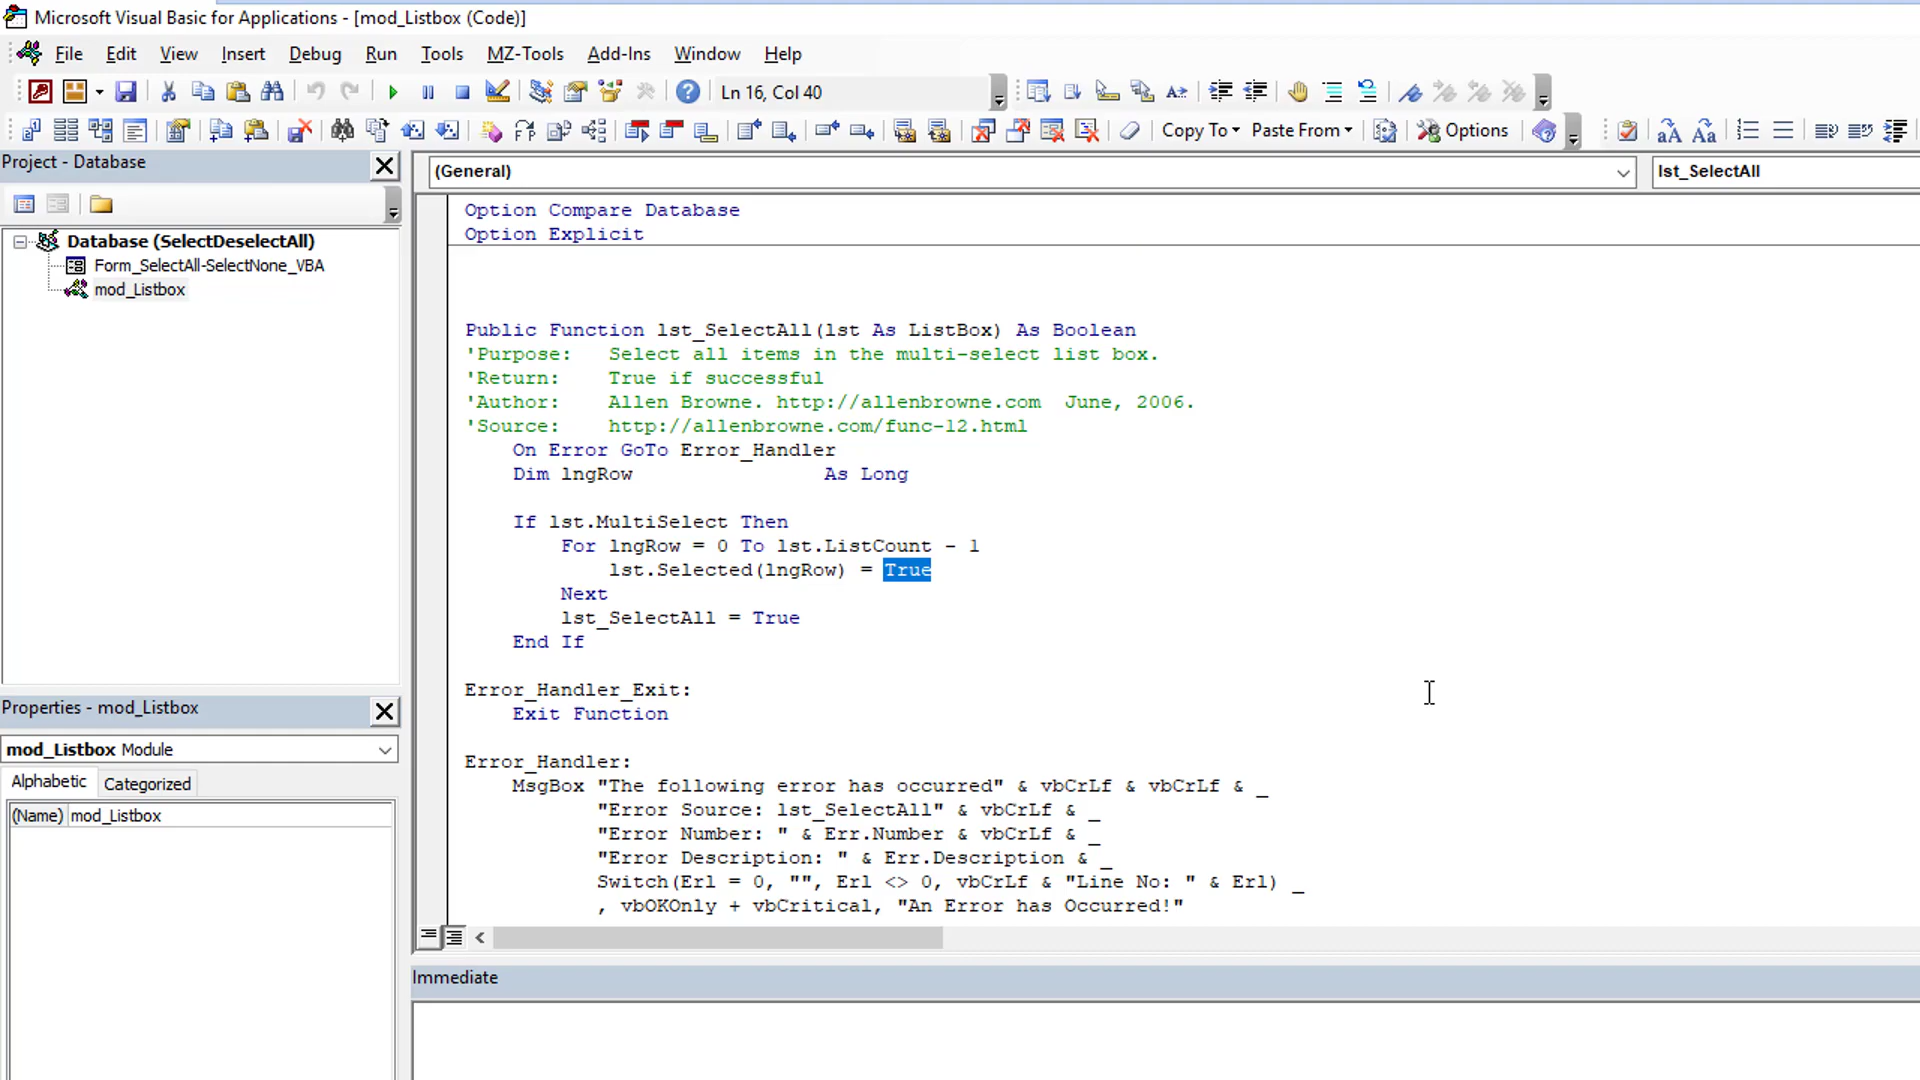 Microsoft Visual Basic for Applications - [mod_Listbox (Code)]
File Edit View Insert Debug Run Tools MZ-Tools Add-Ins Window Help
Ln 16, Col 40
Copy To Paste From Options
Project - Database
(General) lst_SelectAll
Database (SelectDeselectAll)
Form_SelectAll-SelectNone_VBA
mod_Listbox
Option Compare Database
Option Explicit
Public Function lst_SelectAll(lst As ListBox) As Boolean
'Purpose:   Select all items in the multi-select list box.
'Return:    True if successful
'Author:    Allen Browne. http://allenbrowne.com  June, 2006.
'Source:    http://allenbrowne.com/func-12.html
    On Error GoTo Error_Handler
    Dim lngRow                As Long
    If lst.MultiSelect Then
        For lngRow = 0 To lst.ListCount - 1
            lst.Selected(lngRow) = True
        Next
        lst_SelectAll = True
    End If
Error_Handler_Exit:
    Exit Function
Error_Handler:
    MsgBox "The following error has occurred" & vbCrLf & vbCrLf & _
           "Error Source: lst_SelectAll" & vbCrLf & _
           "Error Number: " & Err.Number & vbCrLf & _
           "Error Description: " & Err.Description & _
           Switch(Erl = 0, "", Erl <> 0, vbCrLf & "Line No: " & Erl) _
           , vbOKOnly + vbCritical, "An Error has Occurred!"
Properties - mod_Listbox
mod_Listbox Module
Alphabetic Categorized
(Name) mod_Listbox
Immediate